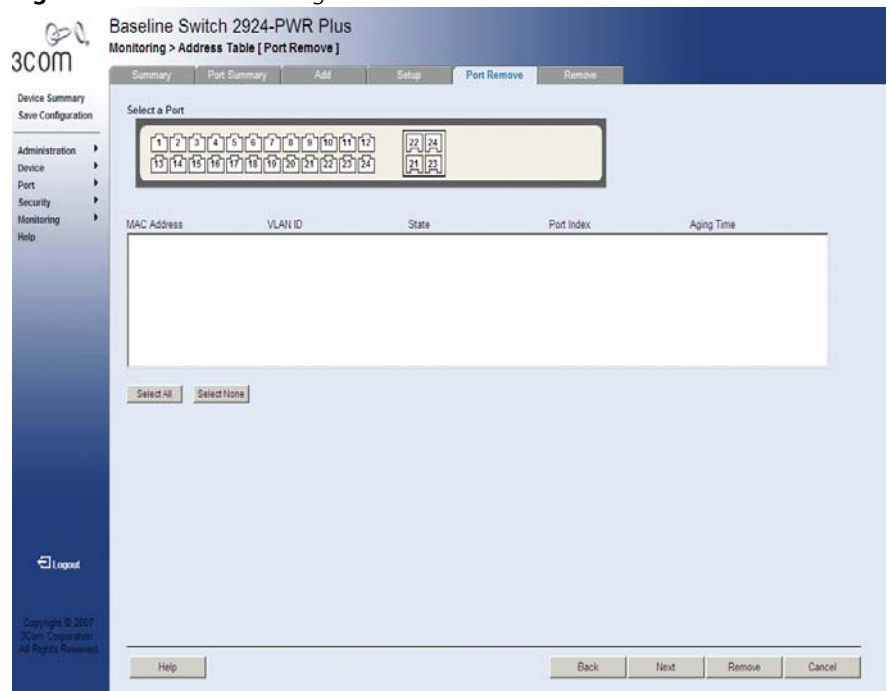 Baseline Switch 2924-PWR Plus
Monitoring > Address Table [ Port Remove ]
3COM
Summary Port Summary Add Setup Port Remove Remove
Device Summary
Save Configuration
Administration
Device
Port
Security
Monitoring
Help
Select a Port
1 2 3 4 5 6 7 8 9 10 11 12 22 24
13 14 15 16 17 18 19 20 21 22 23 24 21 23
MAC Address VLAN ID State Port Index Aging Time
Select All Select None
Logout
Copyright © 2007
3Com Corporation
All Rights Reserved
Help Back Next Remove Cancel